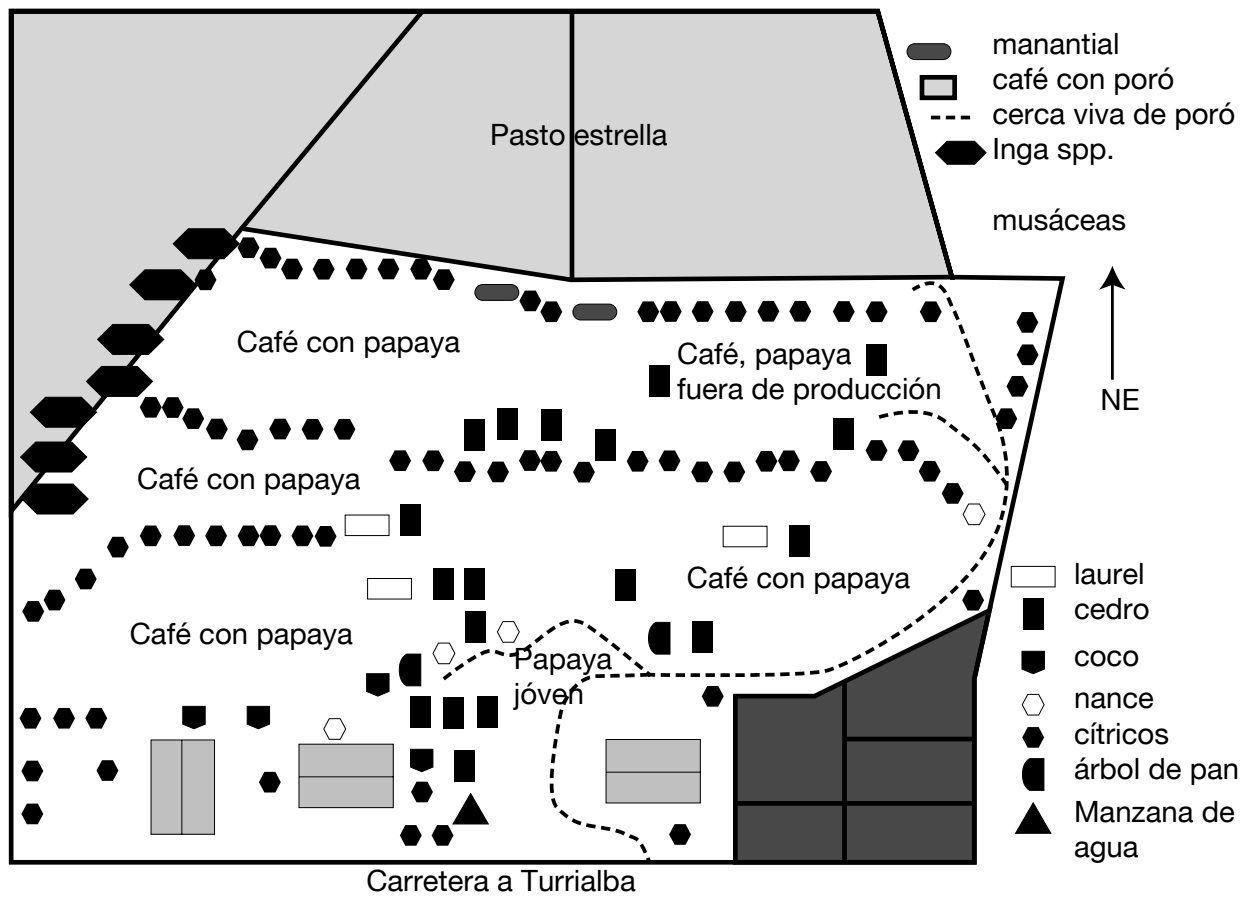 manantial
café con poró
cerca viva de poró
Inga spp.
musáceas
Pasto estrella
Café con papaya
Café, papaya
fuera de producción
NE
Café con papaya
Café con papaya
Café con papaya
Papaya
jóven
laurel
cedro
coco
nance
cítricos
árbol de pan
Manzana de
agua
Carretera a Turrialba